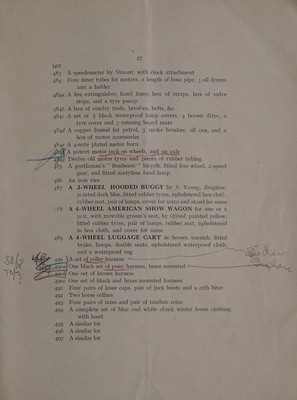 27
LOT
483 A speedometer by Stewart, with clock attachment
484 Four inner tubes for motors, a length of hose pipe, 5 oil drums and a ladder
484A A fire extinguisher, hand lamp, box of straps, box of valve steps, and a tyre pump
484B A box of sundry tools, brushes, bolts, &c.
484C A set of 3 black waterproof lamp covers, 4 brown ditto, 2 tyre covers and 2 running board mats
484D A copper funnel for petrol, 3 spoke brushes, oil can, and a box of motor accessories
484E A 4-note plated motor horn
A patent motor jack on wheels, and an axle
Twelve old motor tyres and pieces of rubber tubing
485 A gentleman's " Sunbeam " bicycle, fitted free wheel, 2-speed gear, and fitted acetylene hand lamp
486 An iron vice
487 A 2-WHEEL HOODED BUGGY by S. Young, Brighton, painted dark blue, fitted rubber tyres, upholstered box cloth, rubber mat, pair of lamps, cover for space and stand for same
488 A 4-WHEEL AMERICAN SHOW WAGON for one or a pair, with movable groom's seat, by Offord, painted yellow, fitted rubber tyres, pair of lamps, rubber mat, upholstered in box cloth, and cover for same
489 A 4-WHEEL LUGGAGE CART in brown varnish, fitted brake, lamps, double seats, upholstered waterproof cloth and a waterproof rug
490 A set of roller harness
One black set of pony harness, brass mounted
One set of brown harness
One set of black and brass mounted harness
491 Four pairs of knee caps, pair of jack boots and a crib biter
492 Two horse collars
493 Four pairs of reins and pair of tandem reins
494 A complete set of blue and white check winter horse clothing with hood
495 A similar lot
496 A similar lot
497 A similar lot